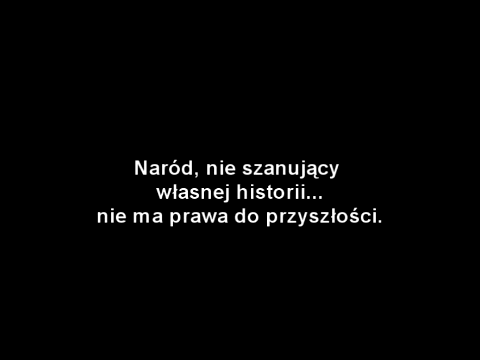 Naród, nie szanujący
własnej historii...
nie ma prawa do przyszłości.